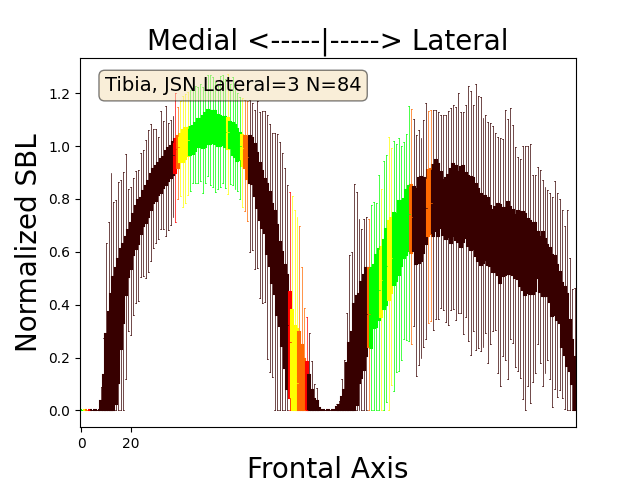 Medial <-----|-----> Lateral
Tibia, JSN Lateral=3 N=84
Normalized SBL
1.2
1.0
0.8
0.6
0.4
0.2
0.0
0 20
Frontal Axis